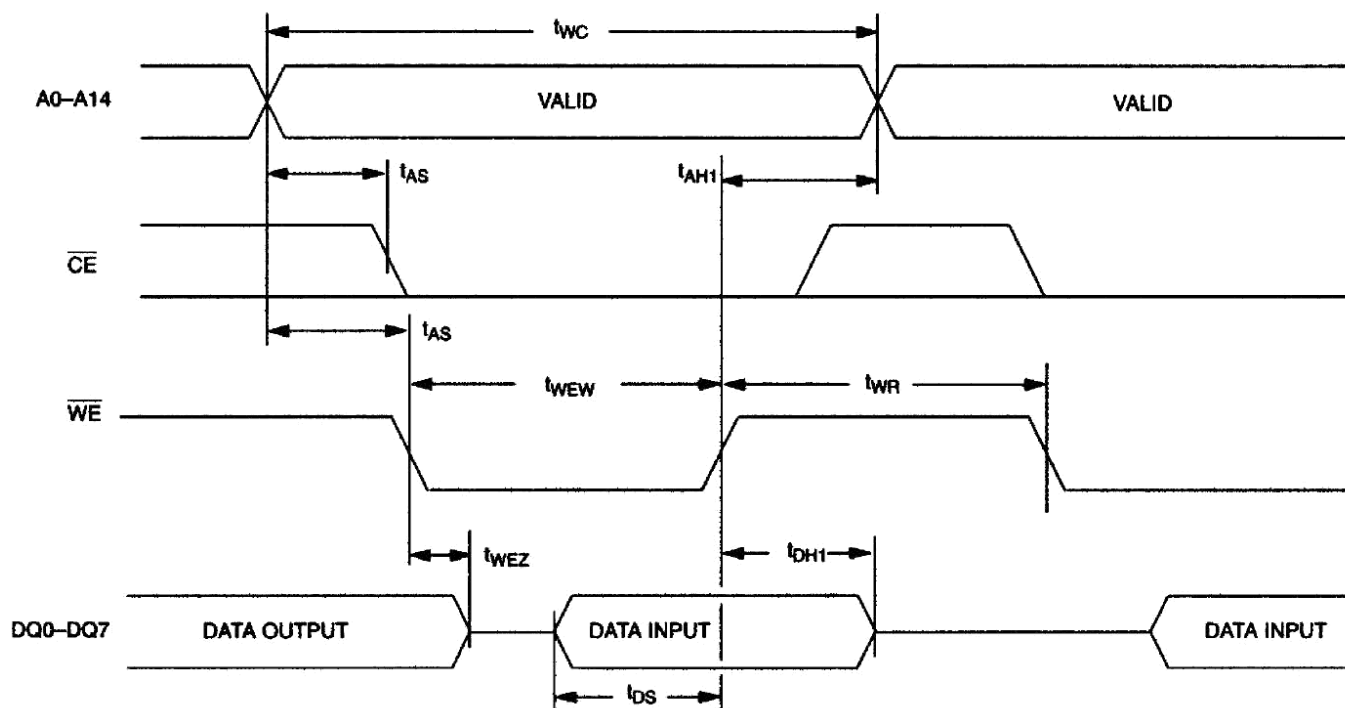 tWC
A0–A14
VALID
VALID
tAS
tAH1
CE
tAS
tWEW
tWR
WE
tWEZ
tDH1
DQ0–DQ7
DATA OUTPUT
DATA INPUT
DATA INPUT
tDS